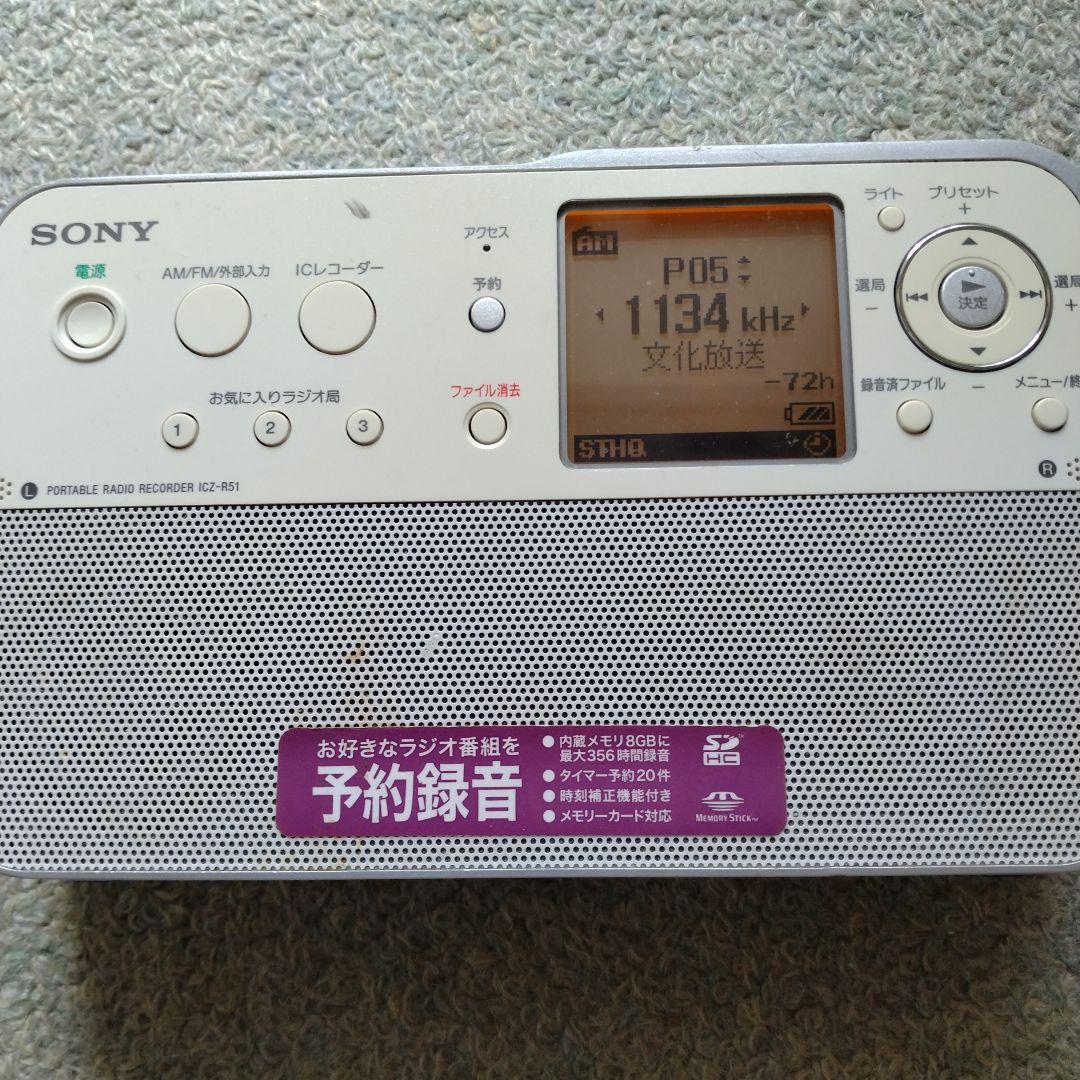 SONY
電源
AM/FM/外部入力
ICレコーダー
アクセス
予約
お気に入りラジオ局
1
2
3
ファイル消去
L PORTABLE RADIO RECORDER ICZ-R51
AM
P05
1134 kHz
文化放送
-72h
STHQ
ライト
プリセット
+
選局
-
決定
選局
+
録音済ファイル
-
メニュー/終
R
お好きなラジオ番組を
予約録音
● 内蔵メモリ8GBに
最大356時間録音
● タイマー予約20件
● 時刻補正機能付き
● メモリーカード対応
SD
HC
MEMORY STICK™